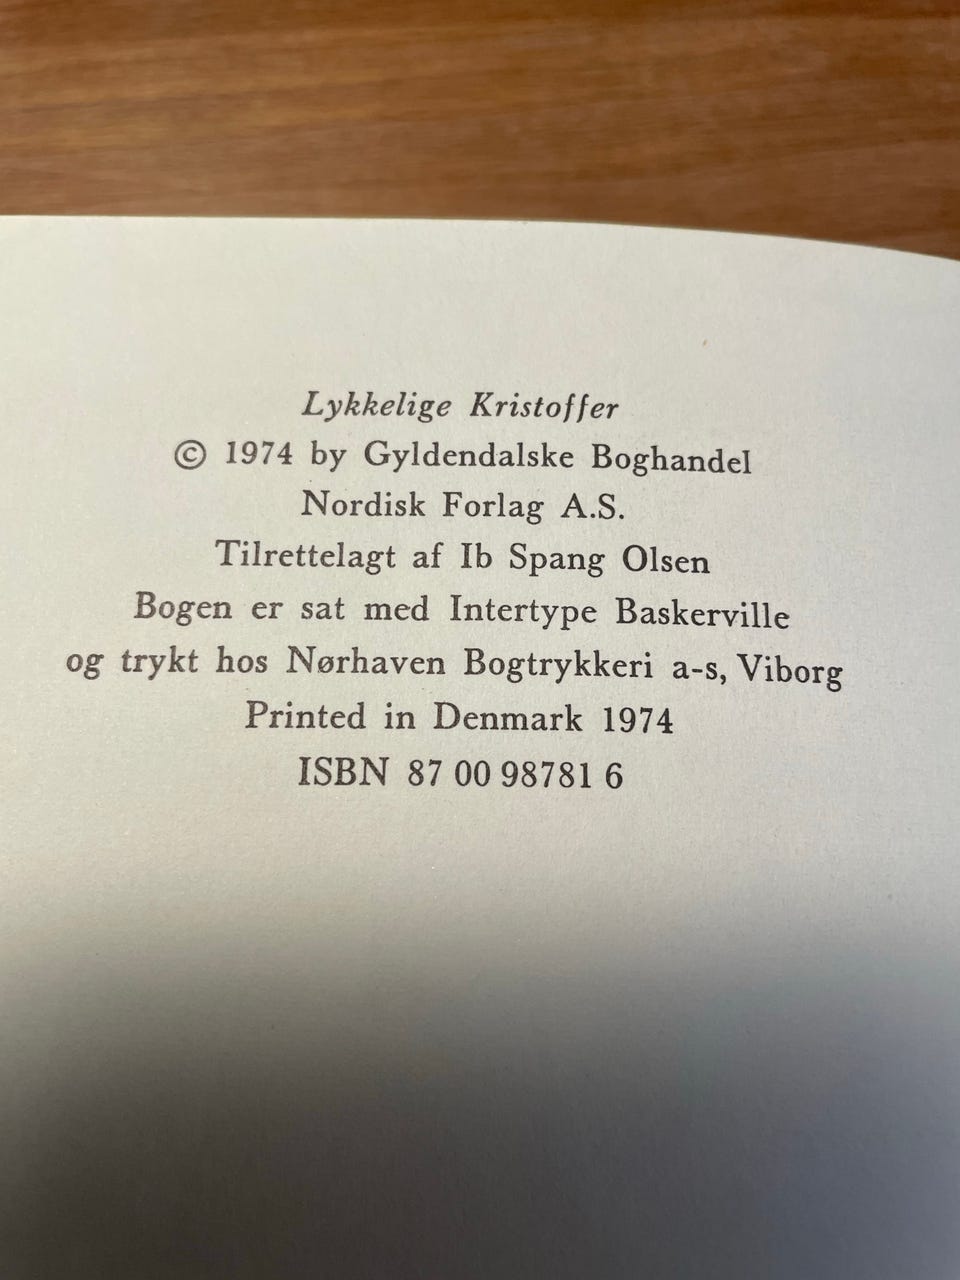 Lykkelige Kristoffer
© 1974 by Gyldendalske Boghandel
Nordisk Forlag A.S.
Tilrettelagt af Ib Spang Olsen
Bogen er sat med Intertype Baskerville
og trykt hos Nørhaven Bogtrykkeri a-s, Viborg
Printed in Denmark 1974
ISBN 87 00 98781 6